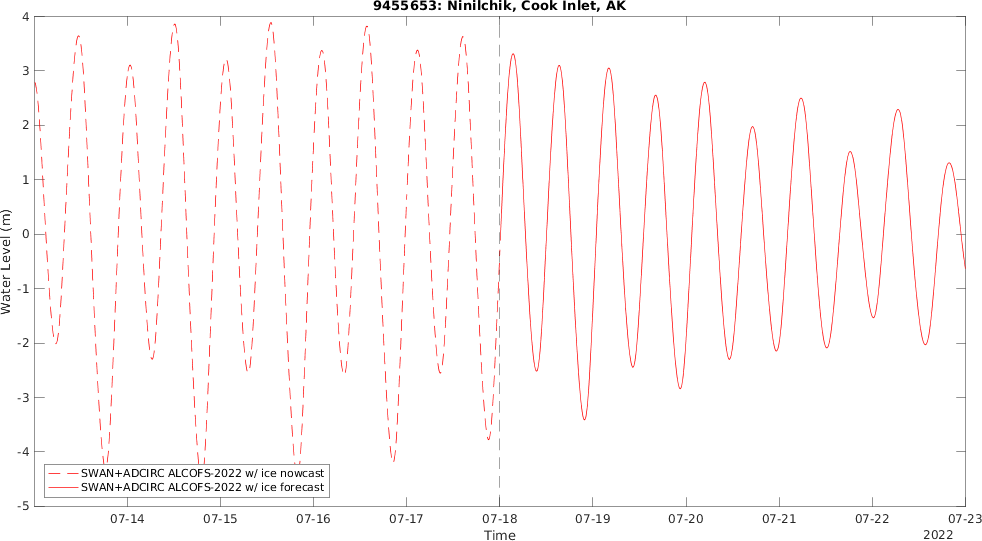 9455653: Ninilchik, Cook Inlet, AK
4
3
2
1
0
-1
-2
-3
-4
-5
Water Level (m)
SWAN+ADCIRC ALCOFS-2022 w/ ice nowcast
SWAN+ADCIRC ALCOFS-2022 w/ ice forecast
07-14 07-15 07-16 07-17 07-18 07-19 07-20 07-21 07-22 07-23
Time
2022